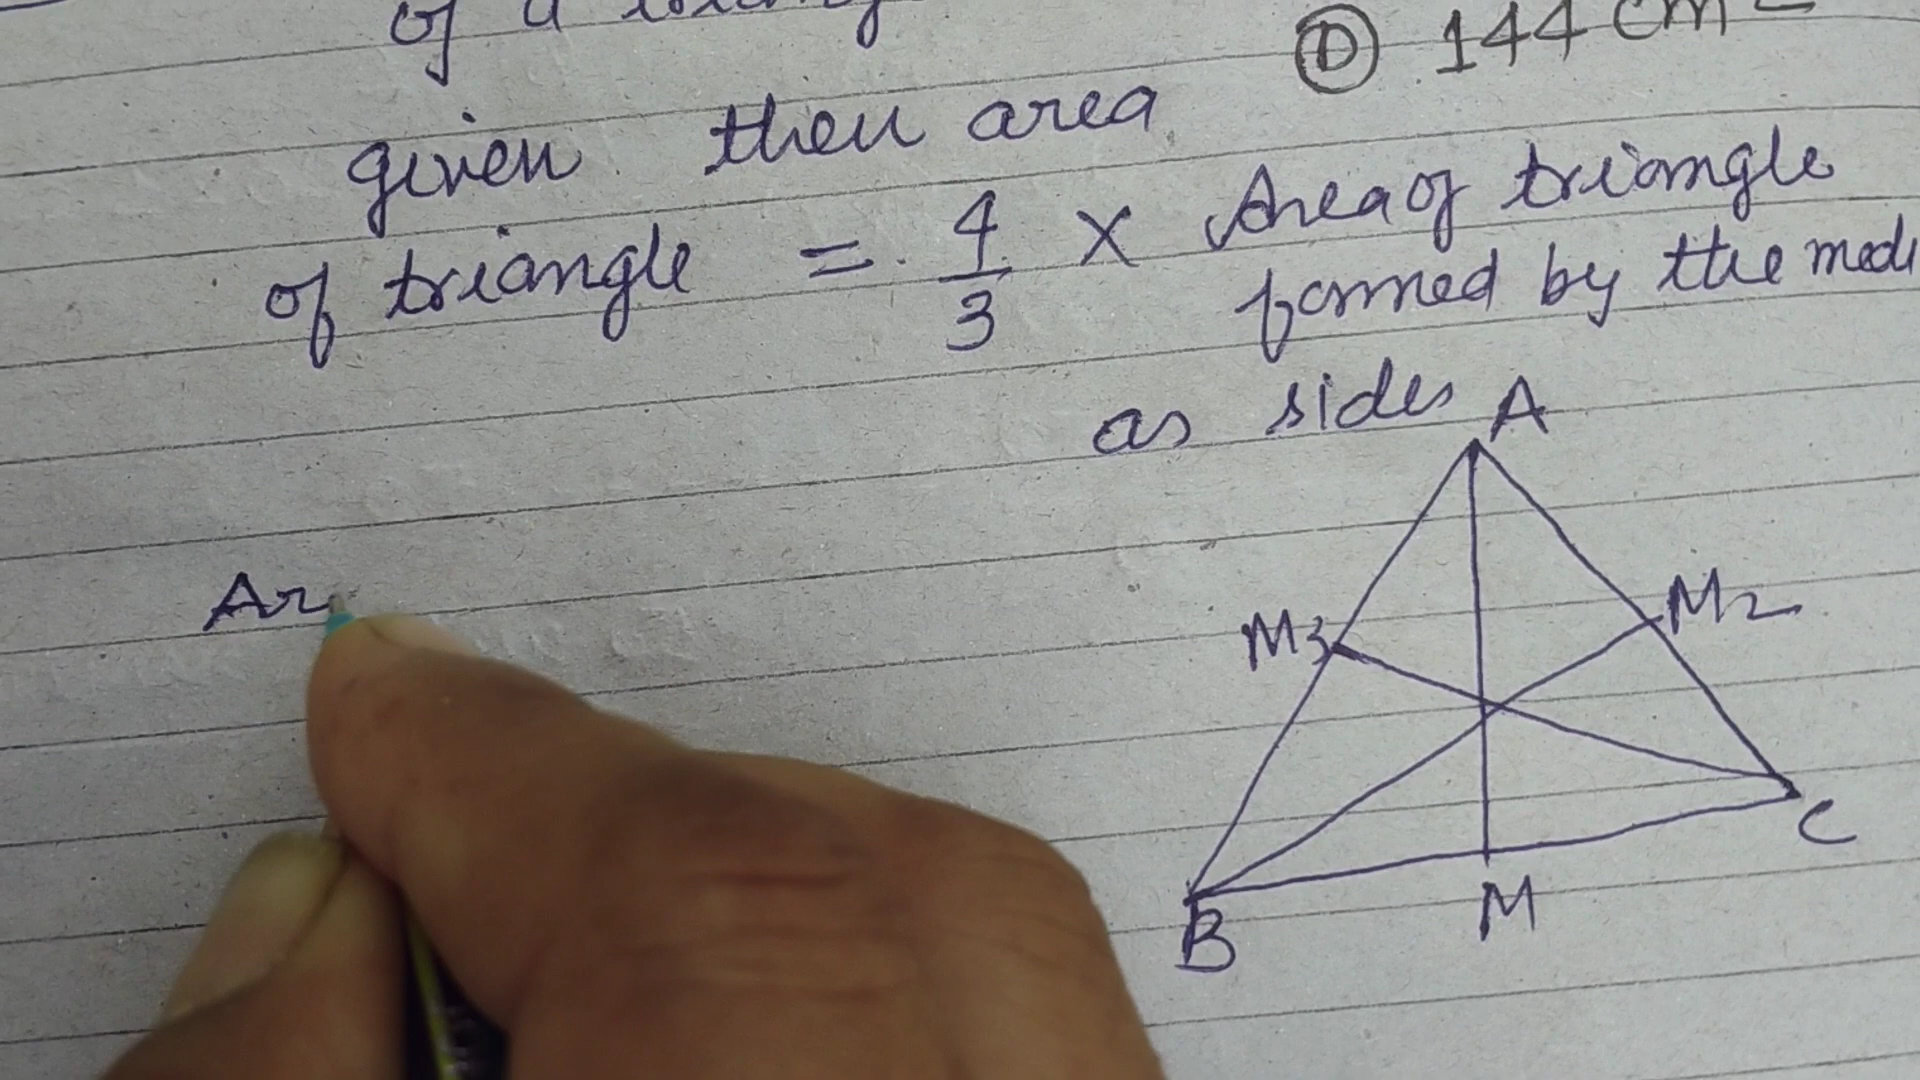 of a
D 144 cm
given then area
of triangle = 4/3 × Area of triangle
formed by the medi
as sides
A
Ar
M3
M2
C
M
B